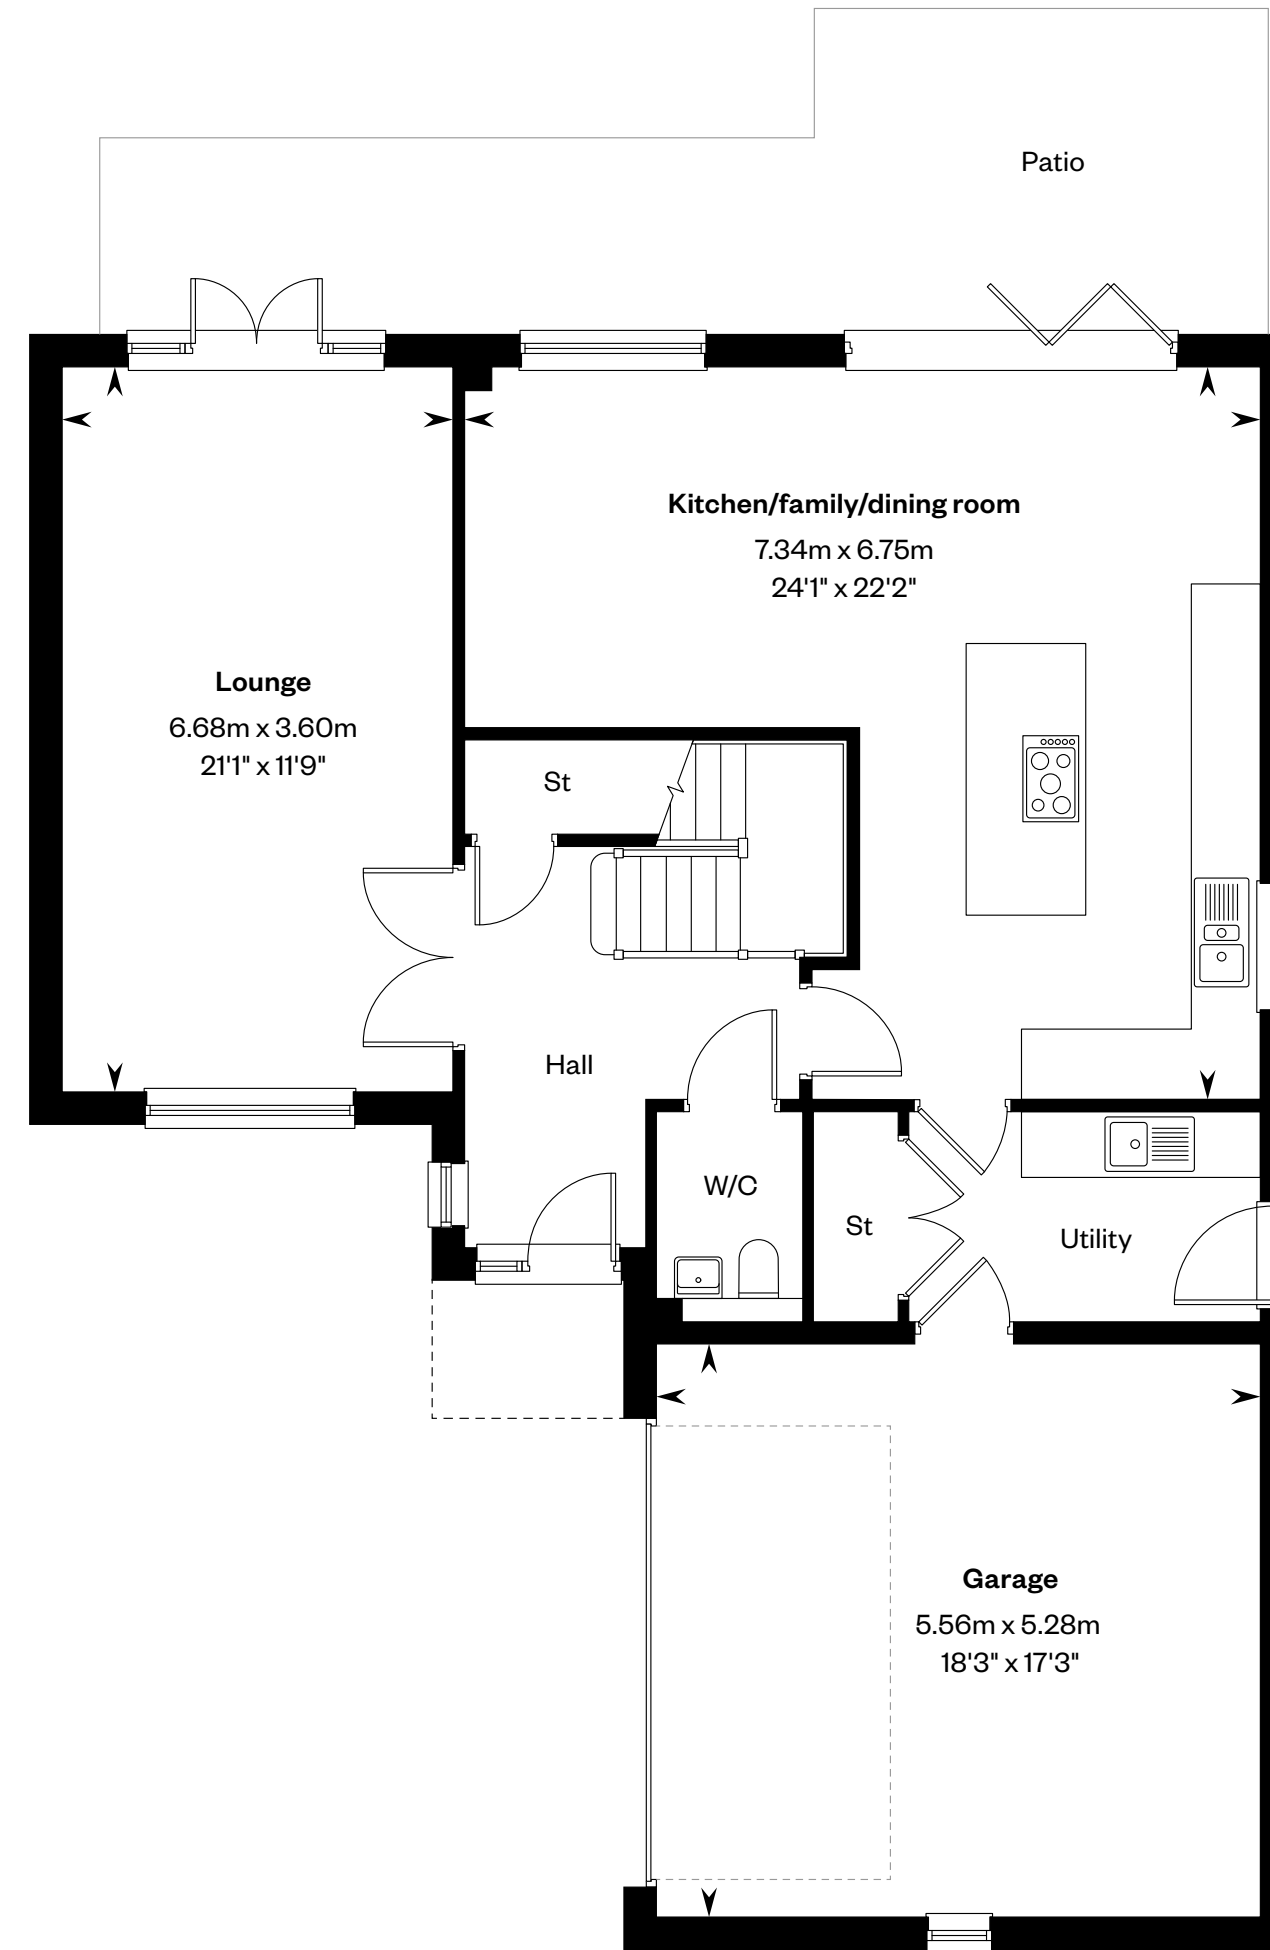 Patio
Kitchen/family/dining room
7.34m x 6.75m
24'1" x 22'2"
Lounge
6.68m x 3.60m
21'1" x 11'9"
St
Hall
W/C
St
Utility
Garage
5.56m x 5.28m
18'3" x 17'3"